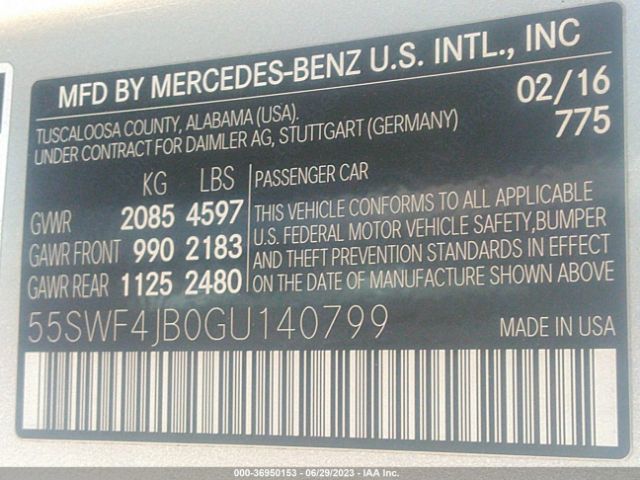 MFD BY MERCEDES-BENZ U.S. INTL., INC
TUSCALOOSA COUNTY, ALABAMA (USA).
UNDER CONTRACT FOR DAIMLER AG, STUTTGART (GERMANY)
02/16
775
KG LBS
GVWR 2085 4597
GAWR FRONT 990 2183
GAWR REAR 1125 2480
PASSENGER CAR
THIS VEHICLE CONFORMS TO ALL APPLICABLE
U.S. FEDERAL MOTOR VEHICLE SAFETY,BUMPER
AND THEFT PREVENTION STANDARDS IN EFFECT
ON THE DATE OF MANUFACTURE SHOWN ABOVE
55SWF4JB0GU140799
MADE IN USA
000-36950153 - 06/29/2023 - IAA Inc.